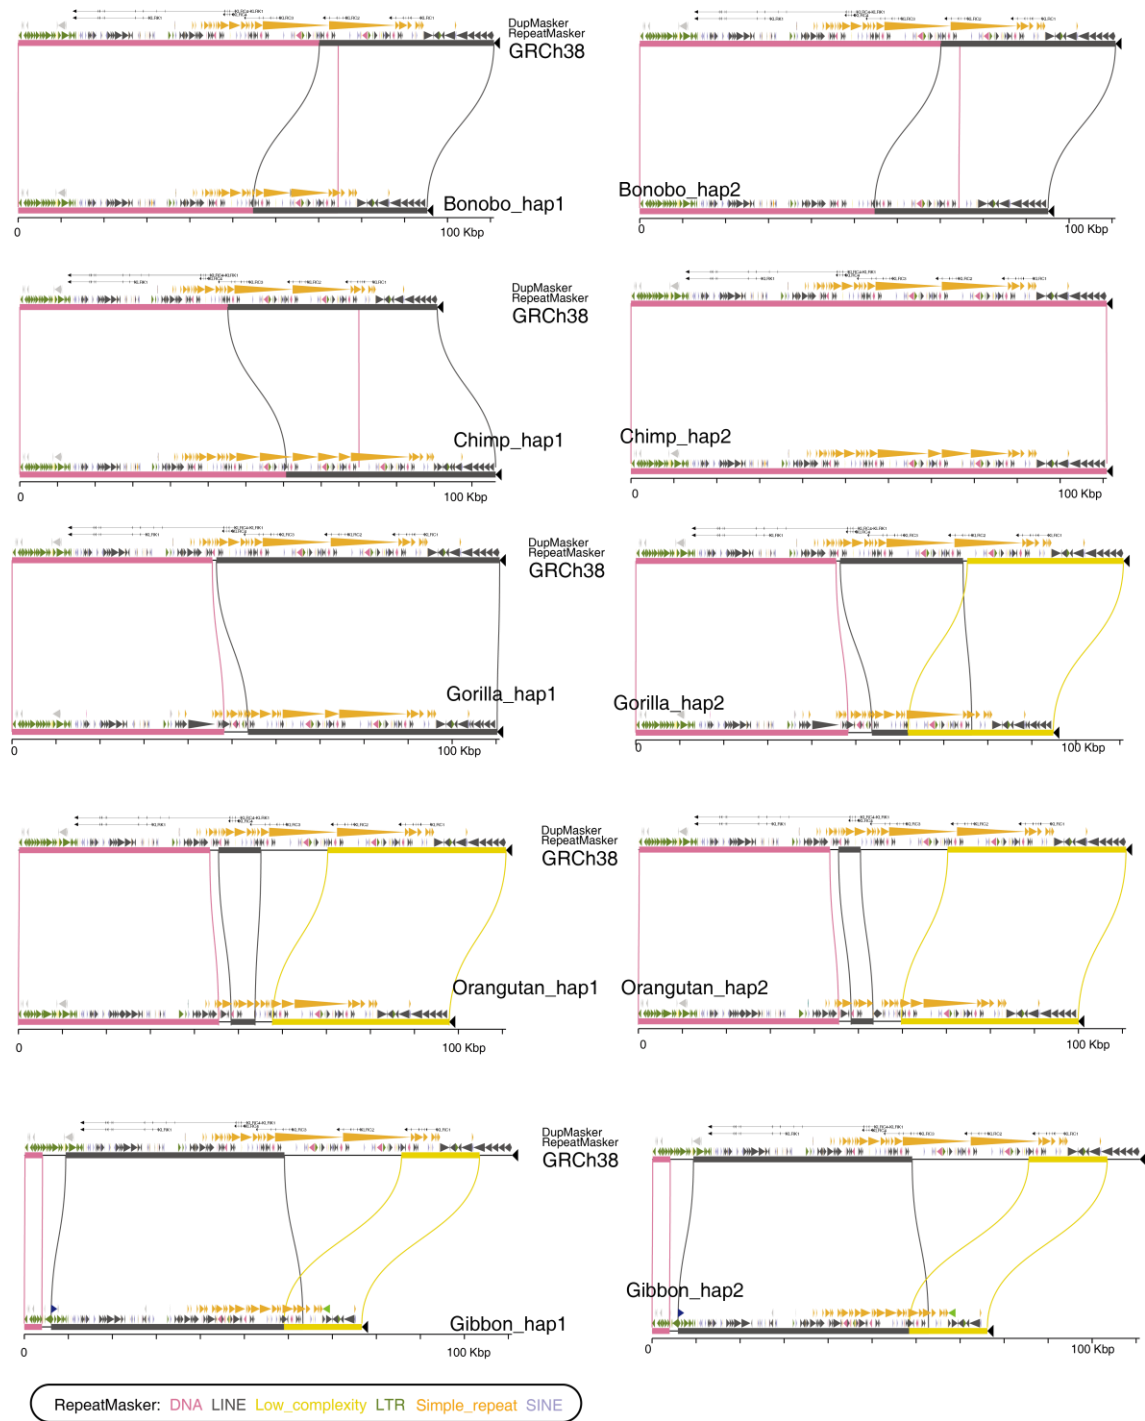 DupMasker
RepeatMasker
GRCh38
Bonobo_hap1
0
100 Kbp
Bonobo_hap2
0
100 Kbp
DupMasker
RepeatMasker
GRCh38
Chimp_hap1
0
100 Kbp
Chimp_hap2
0
100 Kbp
DupMasker
RepeatMasker
GRCh38
Gorilla_hap1
0
100 Kbp
Gorilla_hap2
0
100 Kbp
DupMasker
RepeatMasker
GRCh38
Orangutan_hap1
0
100 Kbp
Orangutan_hap2
0
100 Kbp
DupMasker
RepeatMasker
GRCh38
Gibbon_hap1
0
100 Kbp
Gibbon_hap2
0
100 Kbp
RepeatMasker: DNA LINE Low_complexity LTR Simple_repeat SINE